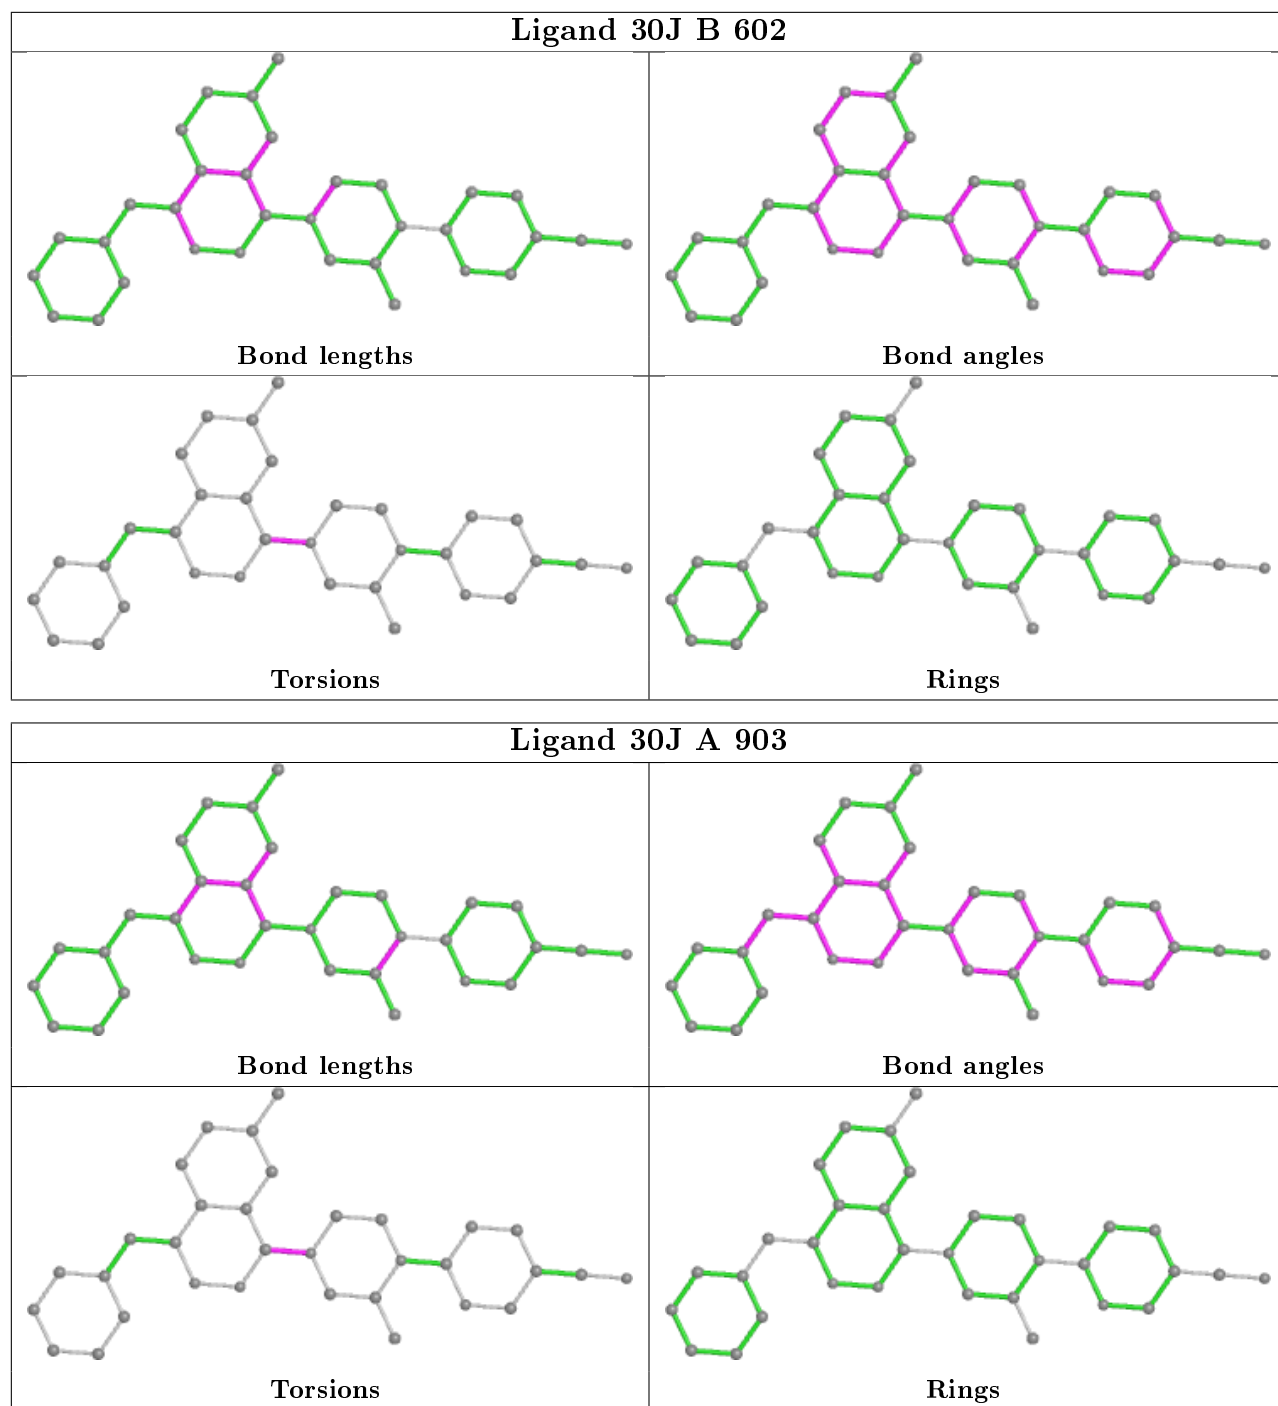 Ligand 30J B 602
Bond lengths
Bond angles
Torsions
Rings
Ligand 30J A 903
Bond lengths
Bond angles
Torsions
Rings